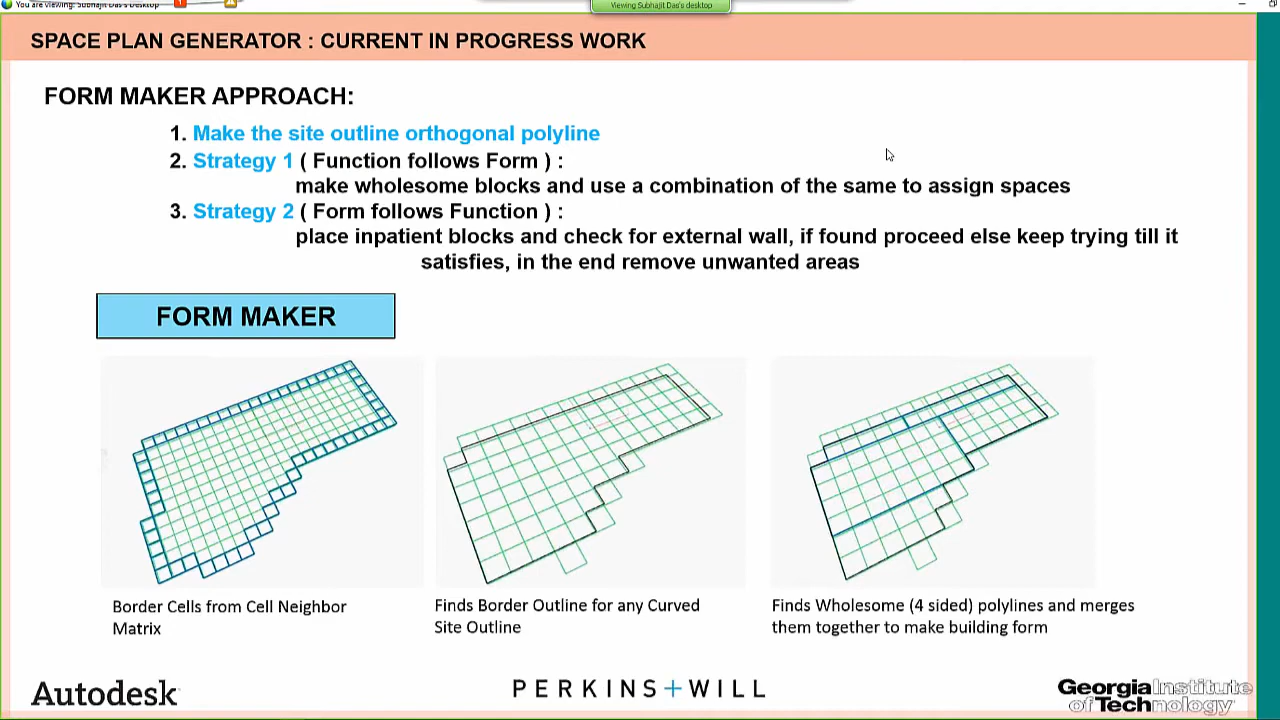 You are viewing: Subhajit Das's Desktop
Viewing Subhajit Das's desktop
SPACE PLAN GENERATOR : CURRENT IN PROGRESS WORK
FORM MAKER APPROACH:
1. Make the site outline orthogonal polyline
2. Strategy 1 ( Function follows Form ) :
make wholesome blocks and use a combination of the same to assign spaces
3. Strategy 2 ( Form follows Function ) :
place inpatient blocks and check for external wall, if found proceed else keep trying till it
satisfies, in the end remove unwanted areas
FORM MAKER
Border Cells from Cell Neighbor
Matrix
Finds Border Outline for any Curved
Site Outline
Finds Wholesome (4 sided) polylines and merges
them together to make building form
Autodesk
PERKINS+WILL
Georgia Institute
of Technology